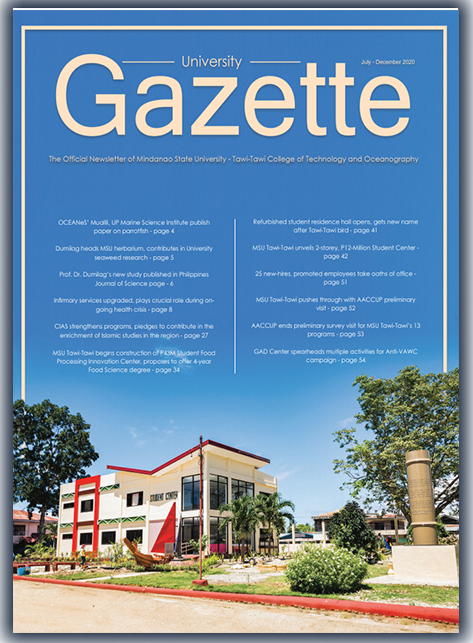 University
July - December 2020
Gazette
The Official Newsletter of Mindanao State University - Tawi-Tawi College of Technology and Oceanography
OCEANeS' Muallil, UP Marine Science Institute publish
paper on parrotfish - page 4
Dumilag heads MSU herbarium, contributes in University
seaweed research - page 5
Prof. Dr. Dumilag's new study published in Philippines
Journal of Science page - 6
Infirmary services upgraded, plays crucial role during on-
going health crisis - page 8
CIAS strengthens programs, pledges to contribute in the
enrichment of Islamic studies in the region - page 27
MSU Tawi-Tawi begins construction of Student Food
Processing Innovation Center, proposes to offer 4-year
Food Science degree - page 34
Refurbished student residence hall opens, gets new name
after Tawi-Tawi bird - page 41
MSU Tawi-Tawi unveils 2-storey, P12-Million Student Center -
page 42
25 new-hires, promoted employees take oaths of office -
page 51
MSU Tawi-Tawi pushes through with AACCUP preliminary
visit - page 52
AACCUP ends preliminary survey visit for MSU Tawi-Tawi's 13
programs - page 53
GAD Center spearheads multiple activities for Anti-VAWC
campaign - page 54
STUDENT CENTER